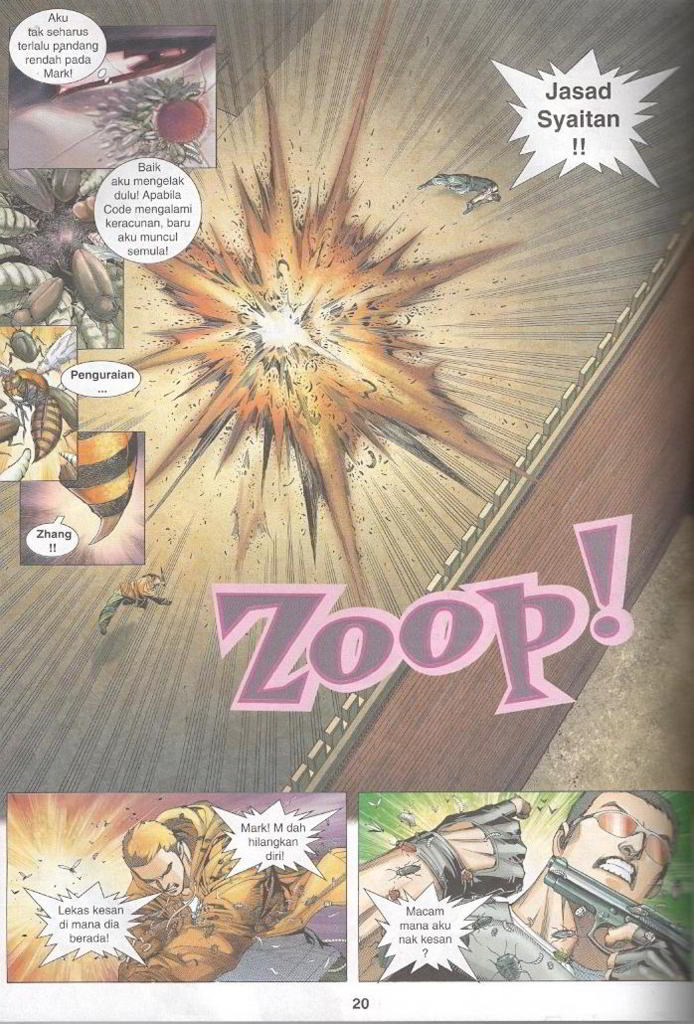 Aku
tak seharus
terlalu pandang
rendah pada
Mark!
Jasad
Syaitan
!!
Baik
aku mengelak
dulu! Apabila
Code mengalami
keracunan, baru
aku muncul
semula!
Penguraian
...
Zhang
!!
Zoop!
Mark! M dah
hilangkan
diri!
Lekas kesan
di mana dia
berada!
Macam
mana aku
nak kesan
?
20